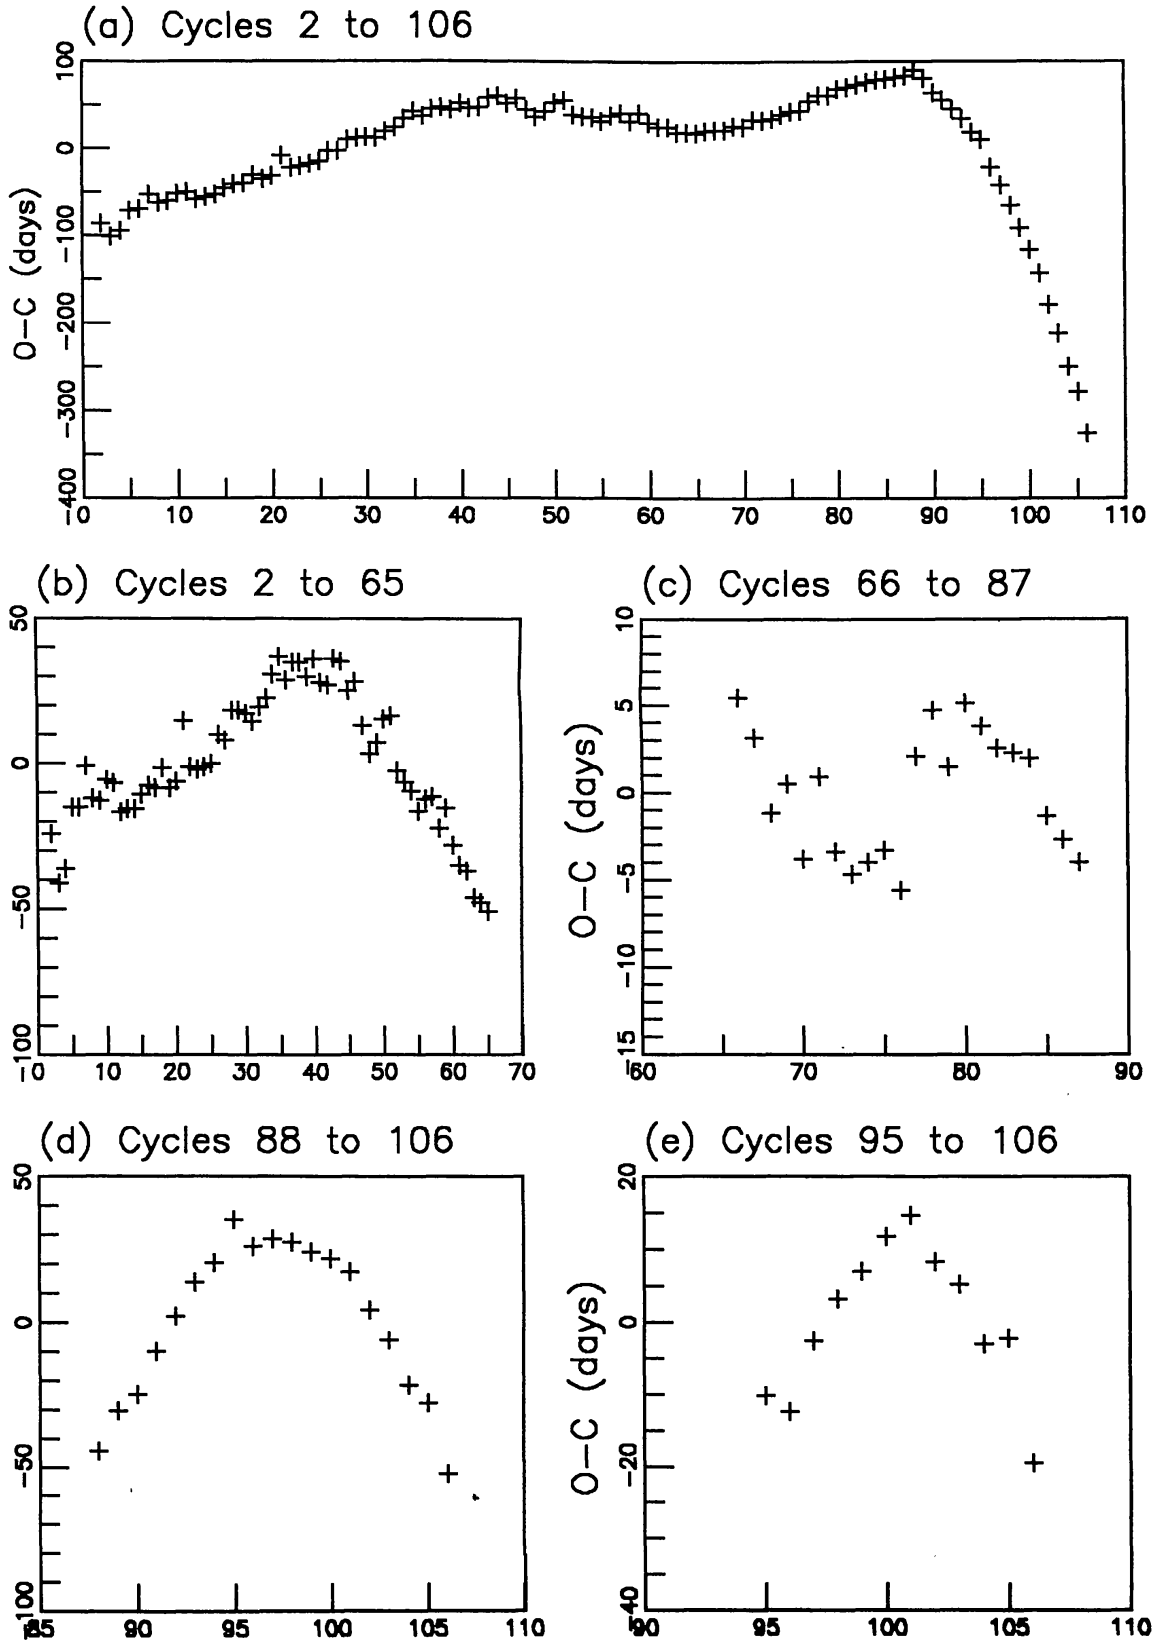 (a) Cycles 2 to 106
100
0
-100
-200
-300
-400
O-C (days)
0 10 20 30 40 50 60 70 80 90 100 110
(b) Cycles 2 to 65
50
0
-50
-100
0 10 20 30 40 50 60 70
(c) Cycles 66 to 87
10
5
0
-5
-10
-15
O-C (days)
60 70 80 90
(d) Cycles 88 to 106
50
0
-50
-100
85 90 95 100 105 110
(e) Cycles 95 to 106
20
0
-20
-40
O-C (days)
90 95 100 105 110